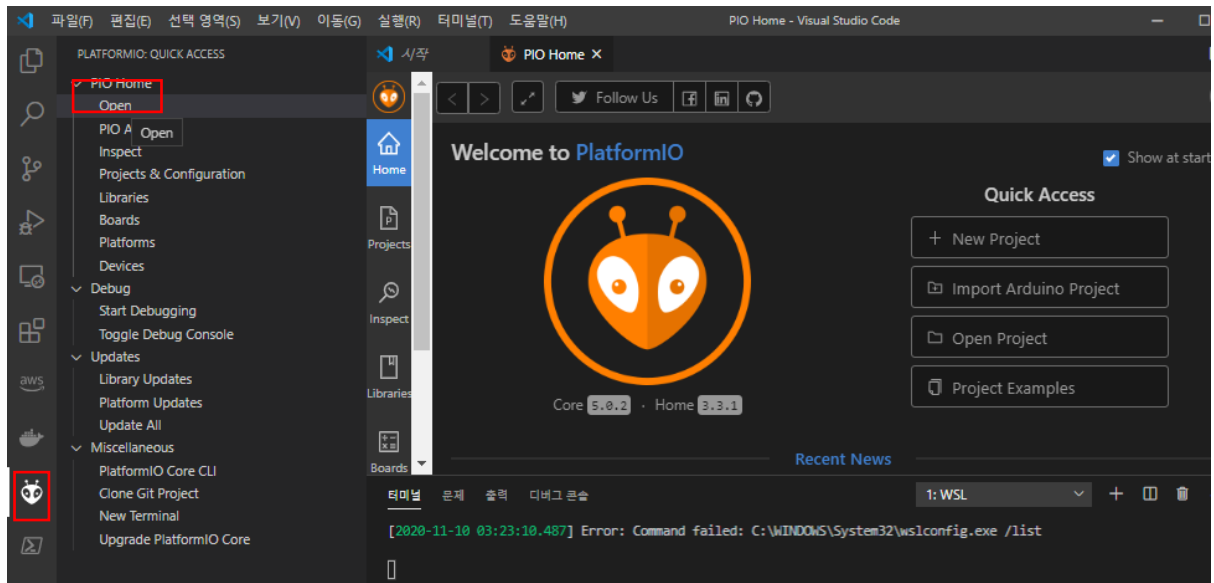 파일(F) 편집(E) 선택 영역(S) 보기(V) 이동(G) 실행(R) 터미널(T) 도움말(H) PIO Home - Visual Studio Code
PLATFORMIO: QUICK ACCESS
PIO Home
Open
PIO A
Open
Inspect
Projects & Configuration
Libraries
Boards
Platforms
Devices
Debug
Start Debugging
Toggle Debug Console
Updates
Library Updates
Platform Updates
Update All
Miscellaneous
PlatformIO Core CLI
Clone Git Project
New Terminal
Upgrade PlatformIO Core
aws
시작 PIO Home
Follow Us
Home
Projects
Inspect
Libraries
Boards
Welcome to PlatformIO
Show at start
Core 5.0.2 · Home 3.3.1
Quick Access
New Project
Import Arduino Project
Open Project
Project Examples
Recent News
터미널 문제 출력 디버그 콘솔 1: WSL
[2020-11-10 03:23:10.487] Error: Command failed: C:\WINDOWS\System32\wslconfig.exe /list